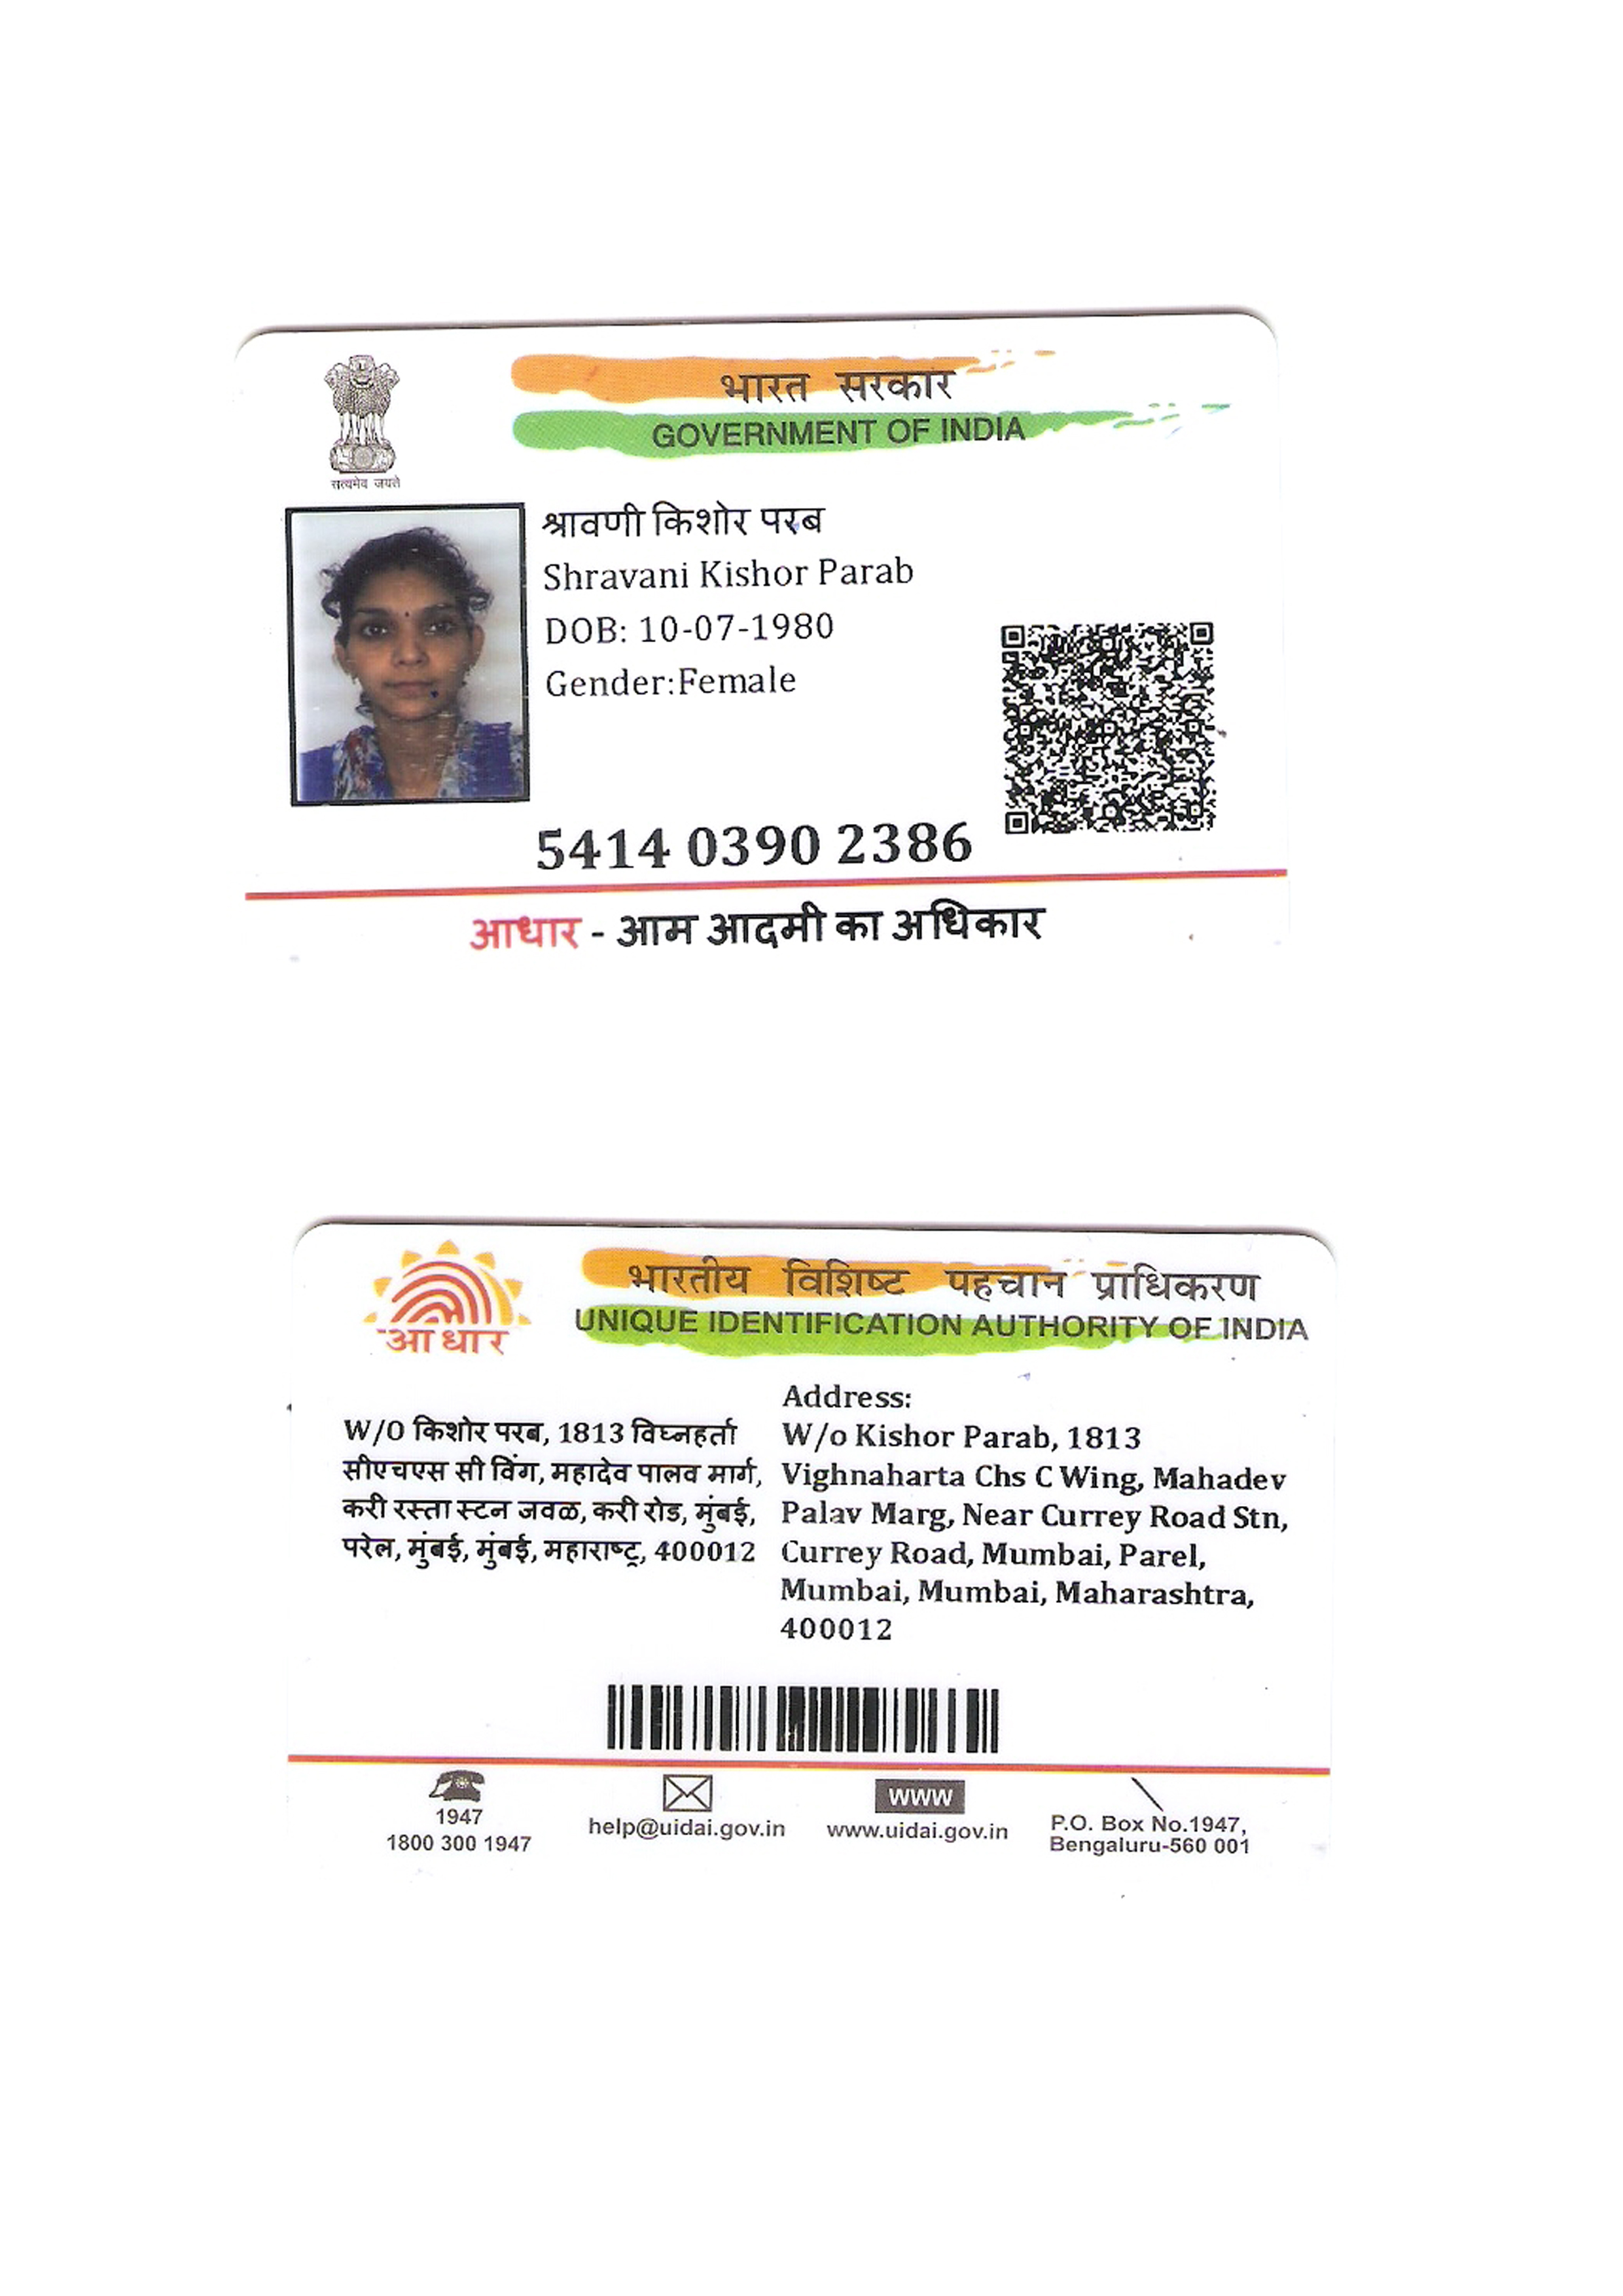 भारत सरकार
GOVERNMENT OF INDIA
सत्यमेव जयते
श्रावणी किशोर परब
Shravani Kishor Parab
DOB: 10-07-1980
Gender:Female
5414 0390 2386
आधार - आम आदमी का अधिकार
आधार
भारतीय विशिष्ट पहचान प्राधिकरण
UNIQUE IDENTIFICATION AUTHORITY OF INDIA
W/O किशोर परब, 1813 विघ्नहर्ता
सीएचएस सी विंग, महादेव पालव मार्ग,
करी रस्ता स्टन जवळ, करी रोड, मुंबई,
परेल, मुंबई, मुंबई, महाराष्ट्र, 400012
Address:
W/o Kishor Parab, 1813
Vighnaharta Chs C Wing, Mahadev
Palav Marg, Near Currey Road Stn,
Currey Road, Mumbai, Parel,
Mumbai, Mumbai, Maharashtra,
400012
1947
1800 300 1947
help@uidai.gov.in
www
www.uidai.gov.in
P.O. Box No.1947,
Bengaluru-560 001